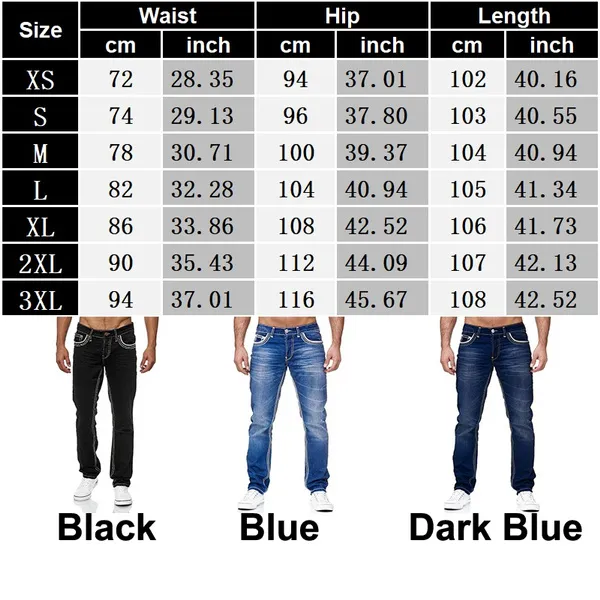 Size Waist Hip Length
cm inch cm inch cm inch
XS 72 28.35 94 37.01 102 40.16
S 74 29.13 96 37.80 103 40.55
M 78 30.71 100 39.37 104 40.94
L 82 32.28 104 40.94 105 41.34
XL 86 33.86 108 42.52 106 41.73
2XL 90 35.43 112 44.09 107 42.13
3XL 94 37.01 116 45.67 108 42.52
Black Blue Dark Blue